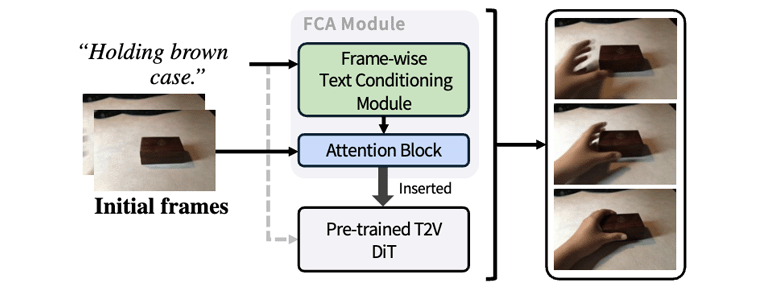 FCA Module
“Holding brown
case.”
Frame-wise
Text Conditioning
Module
Attention Block
Initial frames
Inserted
Pre-trained T2V
DiT